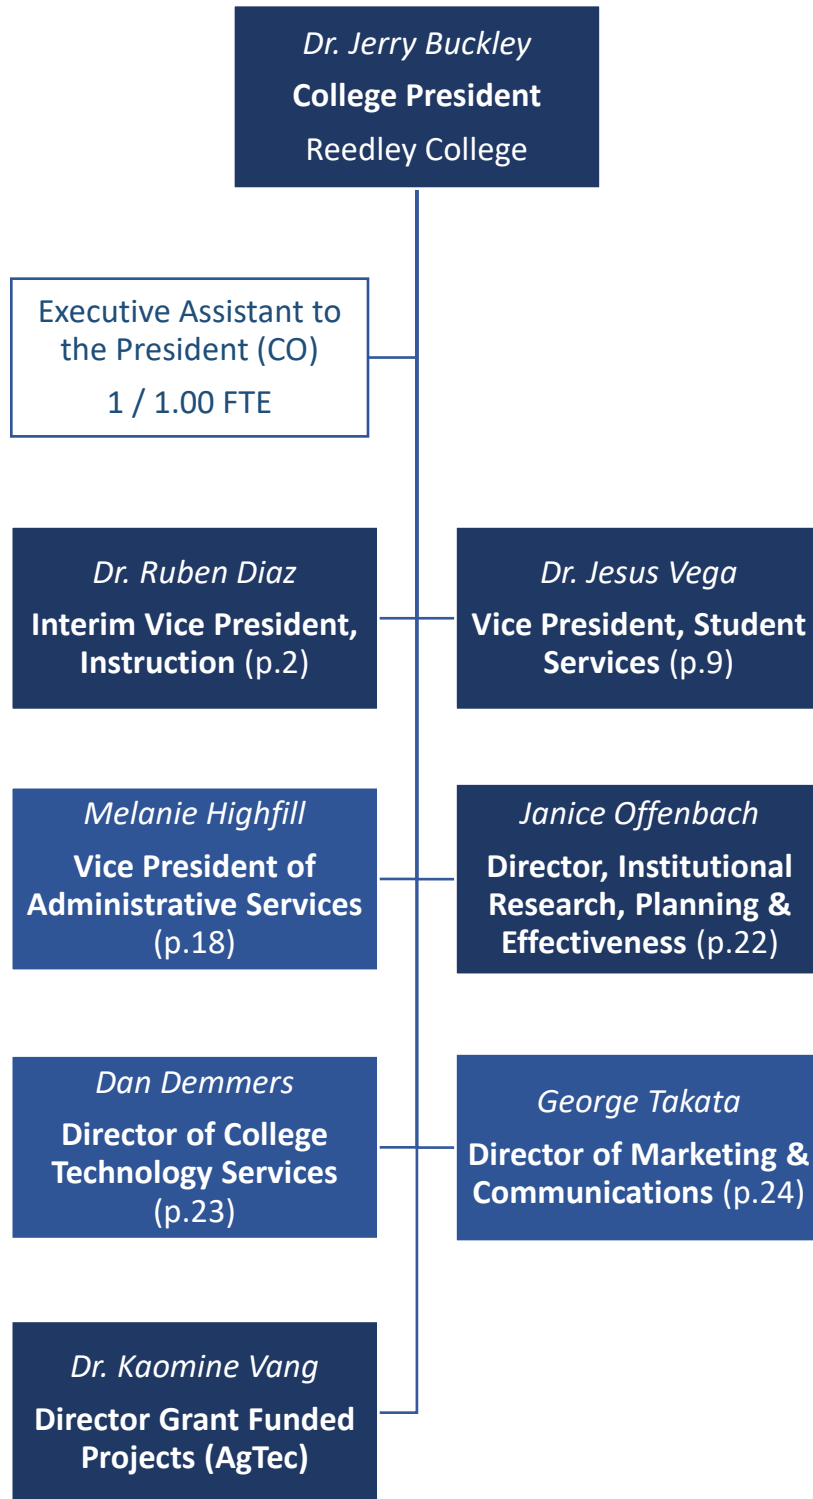 Dr. Jerry Buckley
College President
Reedley College
Executive Assistant to
the President (CO)
1 / 1.00 FTE
Dr. Ruben Diaz
Interim Vice President,
Instruction (p.2)
Dr. Jesus Vega
Vice President, Student
Services (p.9)
Melanie Highfill
Vice President of
Administrative Services
(p.18)
Janice Offenbach
Director, Institutional
Research, Planning &
Effectiveness (p.22)
Dan Demmers
Director of College
Technology Services
(p.23)
George Takata
Director of Marketing &
Communications (p.24)
Dr. Kaomine Vang
Director Grant Funded
Projects (AgTec)